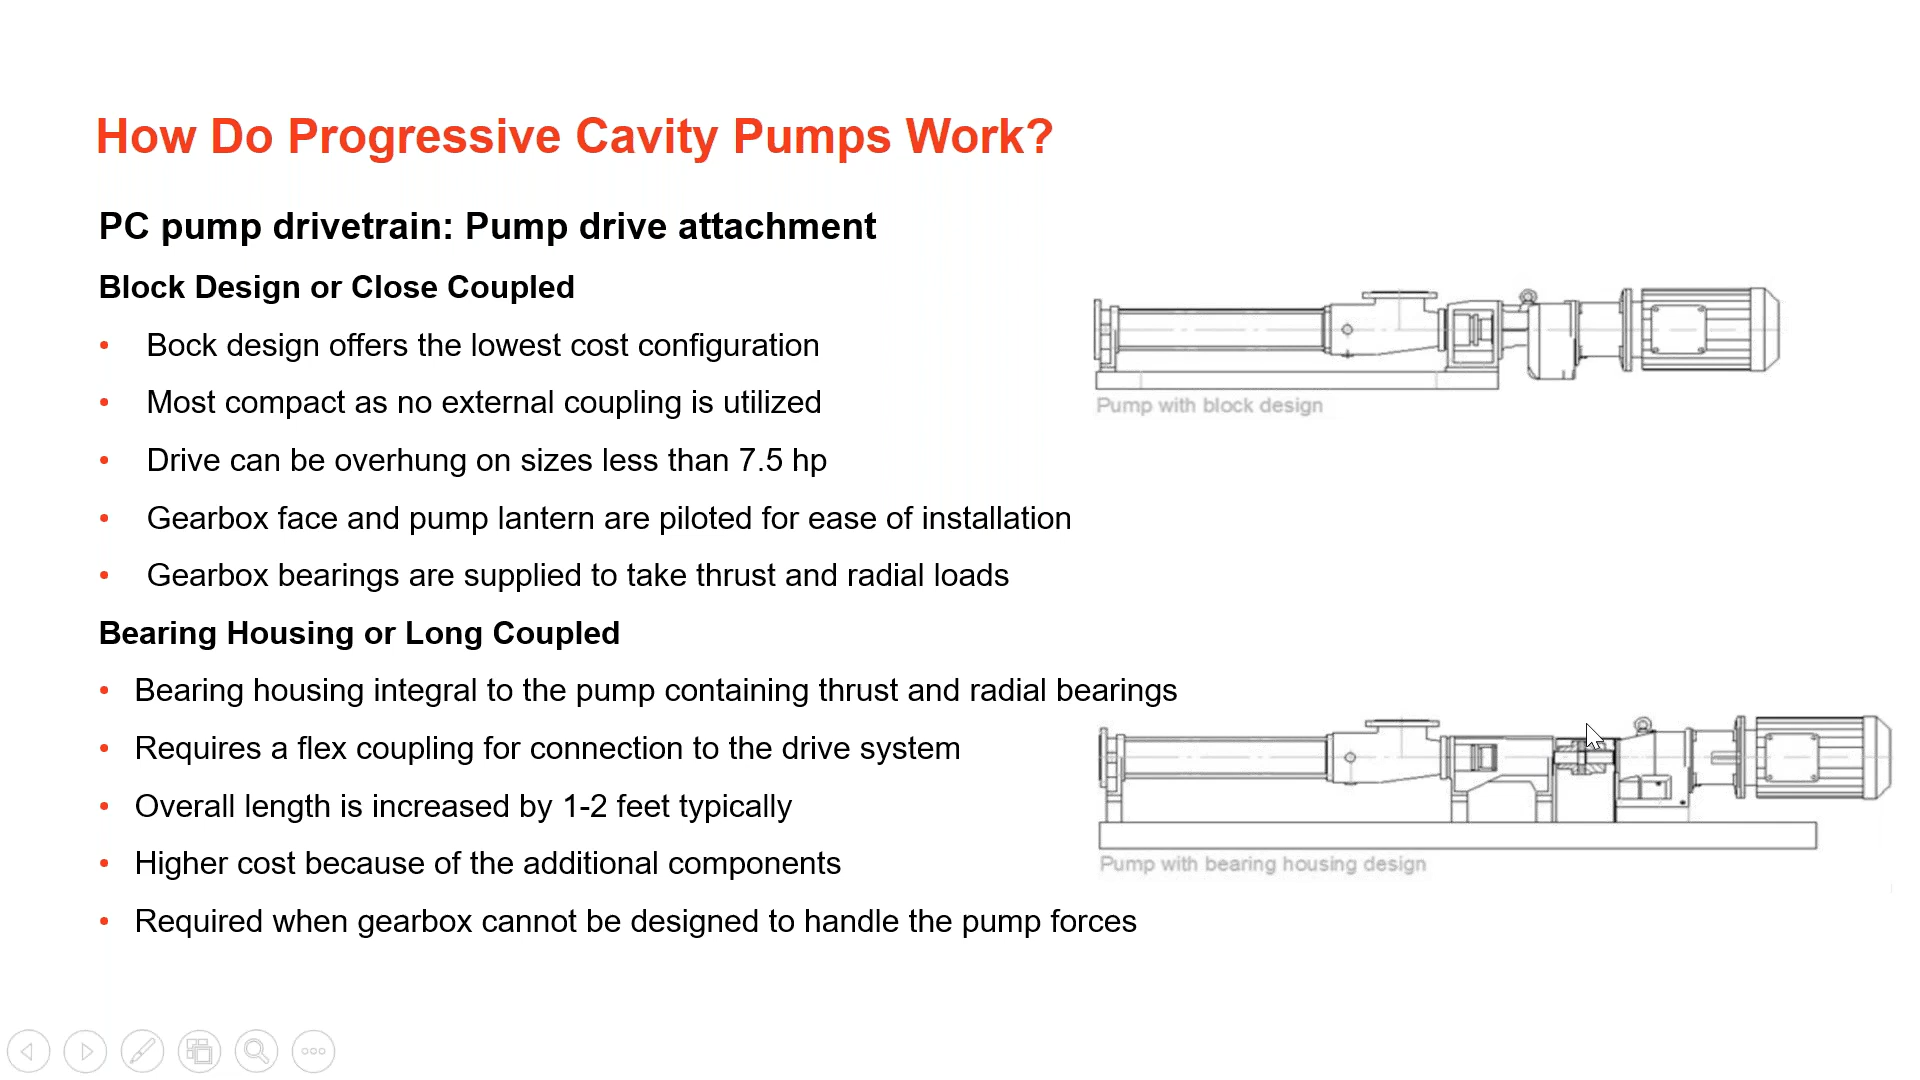 How Do Progressive Cavity Pumps Work?
PC pump drivetrain: Pump drive attachment
Block Design or Close Coupled
• Bock design offers the lowest cost configuration
• Most compact as no external coupling is utilized
• Drive can be overhung on sizes less than 7.5 hp
• Gearbox face and pump lantern are piloted for ease of installation
• Gearbox bearings are supplied to take thrust and radial loads
Pump with block design
Bearing Housing or Long Coupled
• Bearing housing integral to the pump containing thrust and radial bearings
• Requires a flex coupling for connection to the drive system
• Overall length is increased by 1-2 feet typically
• Higher cost because of the additional components
• Required when gearbox cannot be designed to handle the pump forces
Pump with bearing housing design